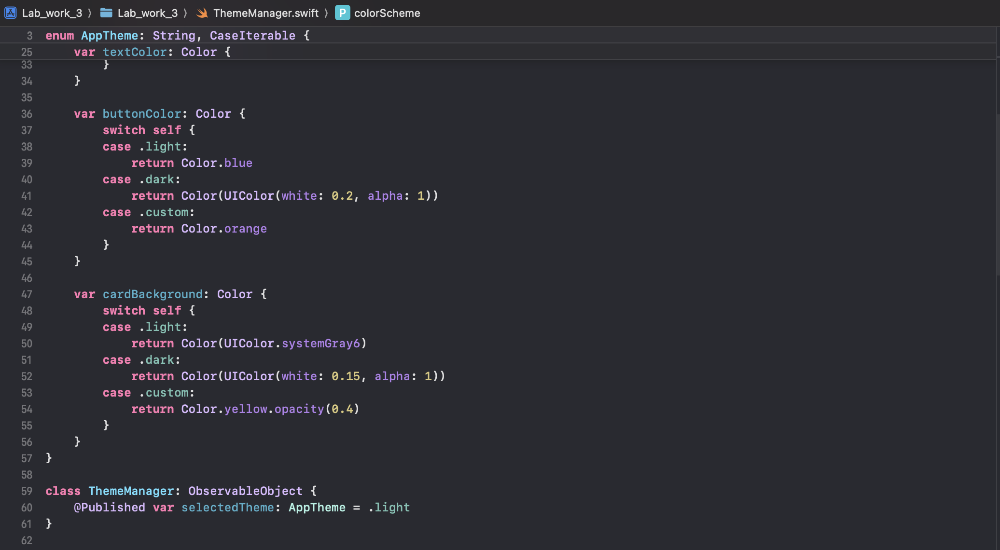 Lab_work_3 〉 Lab_work_3 〉 ThemeManager.swift 〉 P colorScheme
3 enum AppTheme: String, CaseIterable {
25     var textColor: Color {
33         }
34     }
35
36     var buttonColor: Color {
37         switch self {
38         case .light:
39             return Color.blue
40         case .dark:
41             return Color(UIColor(white: 0.2, alpha: 1))
42         case .custom:
43             return Color.orange
44         }
45     }
46
47     var cardBackground: Color {
48         switch self {
49         case .light:
50             return Color(UIColor.systemGray6)
51         case .dark:
52             return Color(UIColor(white: 0.15, alpha: 1))
53         case .custom:
54             return Color.yellow.opacity(0.4)
55         }
56     }
57 }
58
59 class ThemeManager: ObservableObject {
60     @Published var selectedTheme: AppTheme = .light
61 }
62